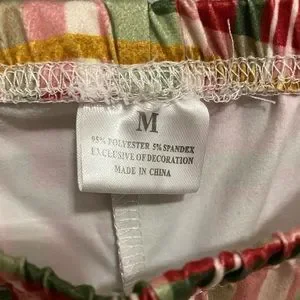 M
95% POLYESTER 5% SPANDEX
EXCLUSIVE OF DECORATION
MADE IN CHINA